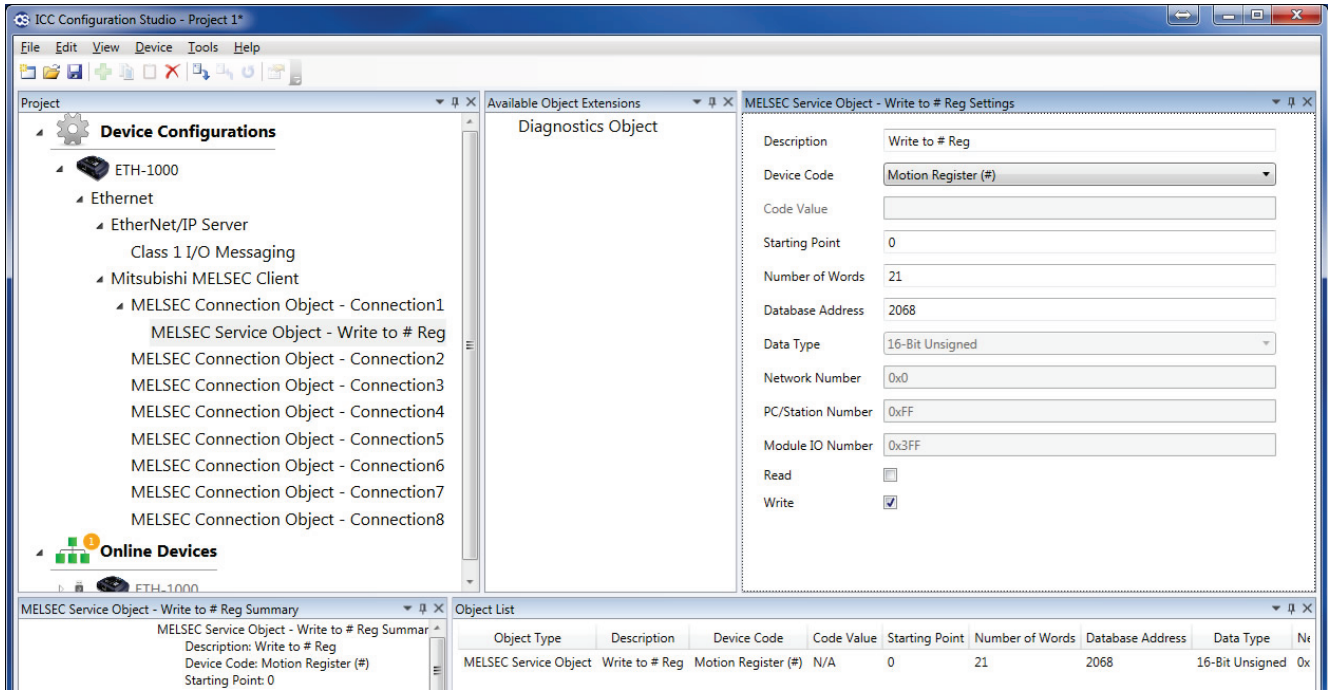 ICC Configuration Studio - Project 1*
File Edit View Device Tools Help
Project
Device Configurations
ETH-1000
Ethernet
EtherNet/IP Server
Class 1 I/O Messaging
Mitsubishi MELSEC Client
MELSEC Connection Object - Connection1
MELSEC Service Object - Write to # Reg
MELSEC Connection Object - Connection2
MELSEC Connection Object - Connection3
MELSEC Connection Object - Connection4
MELSEC Connection Object - Connection5
MELSEC Connection Object - Connection6
MELSEC Connection Object - Connection7
MELSEC Connection Object - Connection8
1
Online Devices
ETH-1000
Available Object Extensions
Diagnostics Object
MELSEC Service Object - Write to # Reg Settings
Description Write to # Reg
Device Code Motion Register (#)
Code Value
Starting Point 0
Number of Words 21
Database Address 2068
Data Type 16-Bit Unsigned
Network Number 0x0
PC/Station Number 0xFF
Module IO Number 0x3FF
Read
Write
MELSEC Service Object - Write to # Reg Summary
MELSEC Service Object - Write to # Reg Summar
Description: Write to # Reg
Device Code: Motion Register (#)
Starting Point: 0
Object List
Object Type Description Device Code Code Value Starting Point Number of Words Database Address Data Type Ne
MELSEC Service Object Write to # Reg Motion Register (#) N/A 0 21 2068 16-Bit Unsigned 0x